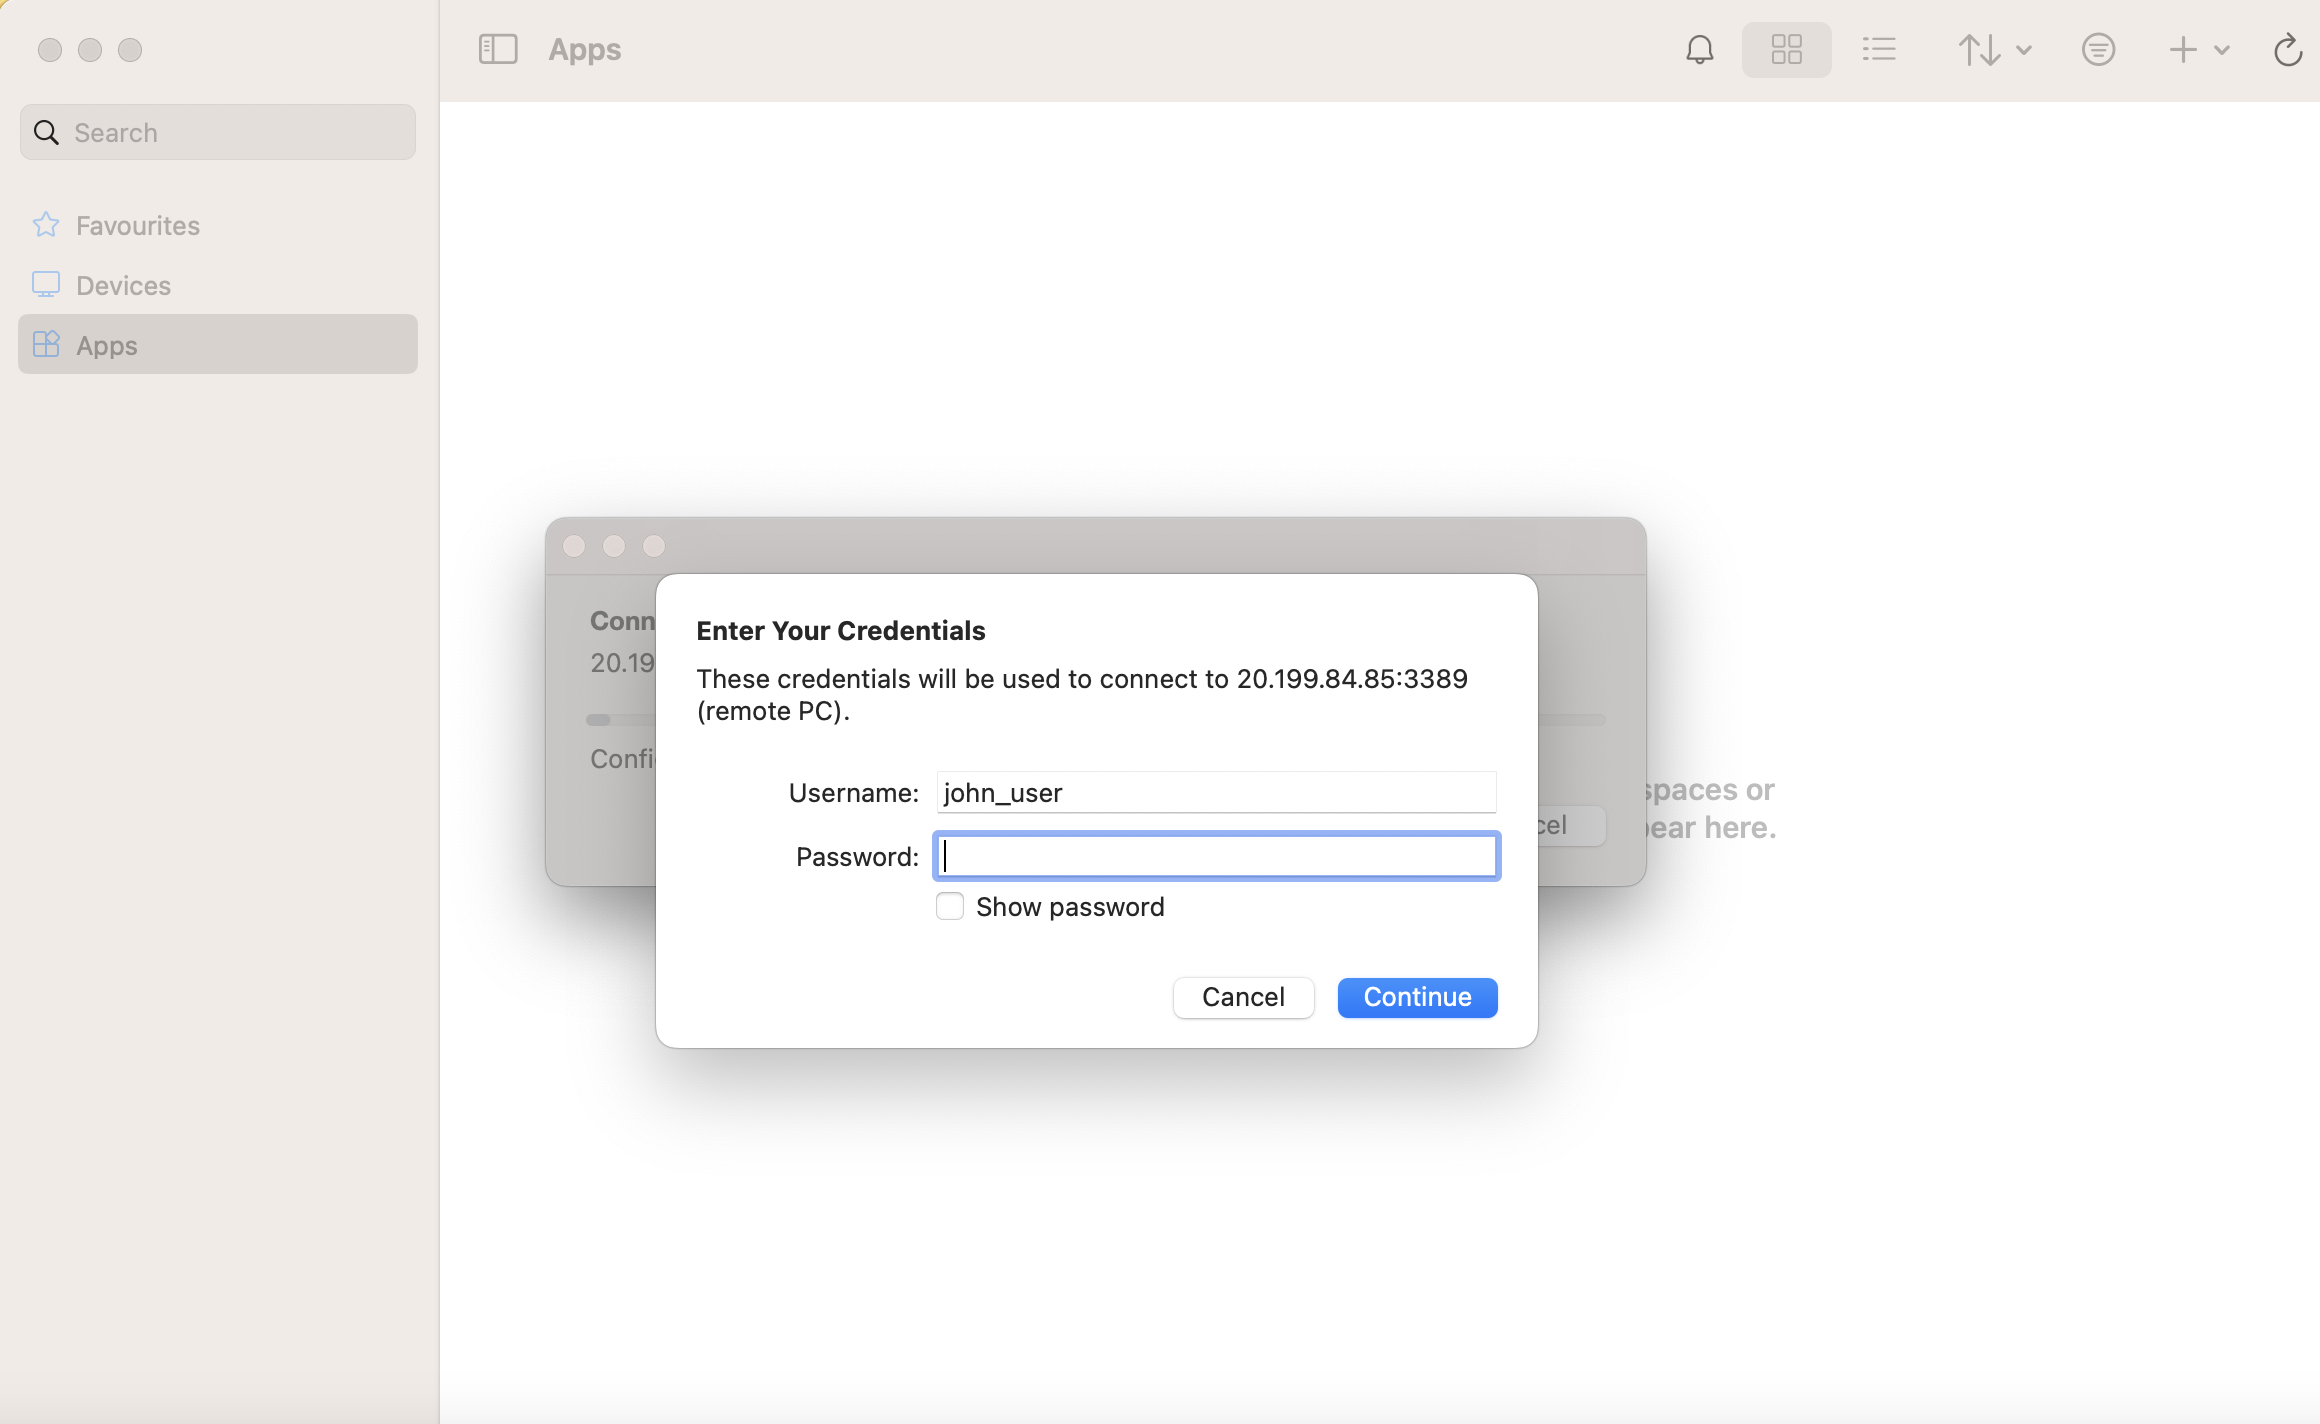 Apps
Search
Favourites
Devices
Apps
Enter Your Credentials
These credentials will be used to connect to 20.199.84.85:3389
(remote PC).
Username: john_user
Password:
Show password
Cancel
Continue
Conn
20.19
Confi
cel
spaces or
pear here.